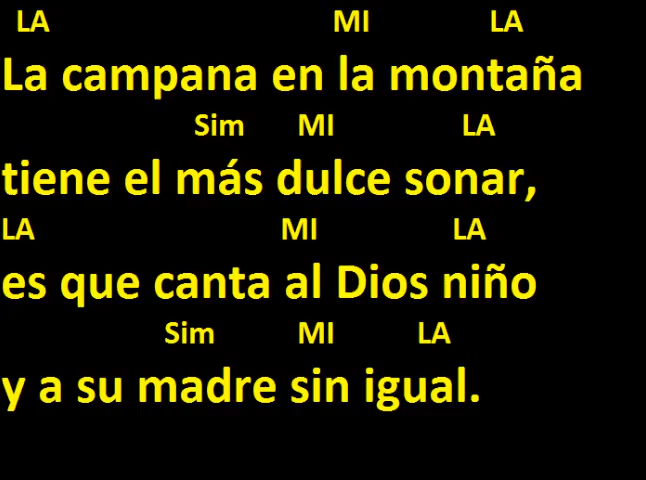 LA MI LA
La campana en la montaña
Sim MI LA
tiene el más dulce sonar,
LA MI LA
es que canta al Dios niño
Sim MI LA
y a su madre sin igual.